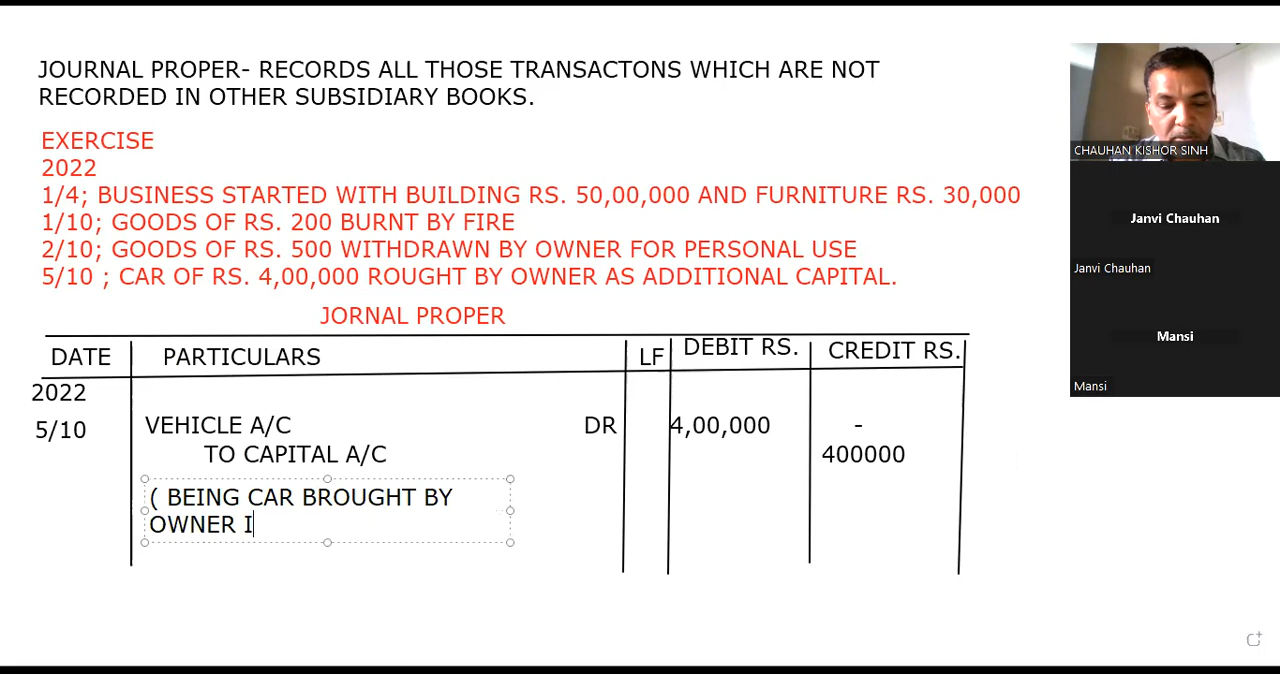 JOURNAL PROPER- RECORDS ALL THOSE TRANSACTONS WHICH ARE NOT
RECORDED IN OTHER SUBSIDIARY BOOKS.
EXERCISE
2022
1/4; BUSINESS STARTED WITH BUILDING RS. 50,00,000 AND FURNITURE RS. 30,000
1/10; GOODS OF RS. 200 BURNT BY FIRE
2/10; GOODS OF RS. 500 WITHDRAWN BY OWNER FOR PERSONAL USE
5/10 ; CAR OF RS. 4,00,000 ROUGHT BY OWNER AS ADDITIONAL CAPITAL.
JORNAL PROPER
DATE PARTICULARS LF DEBIT RS. CREDIT RS.
2022
5/10 VEHICLE A/C DR 4,00,000 -
TO CAPITAL A/C 400000
( BEING CAR BROUGHT BY
OWNER I
CHAUHAN KISHOR SINH
Janvi Chauhan
Janvi Chauhan
Mansi
Mansi